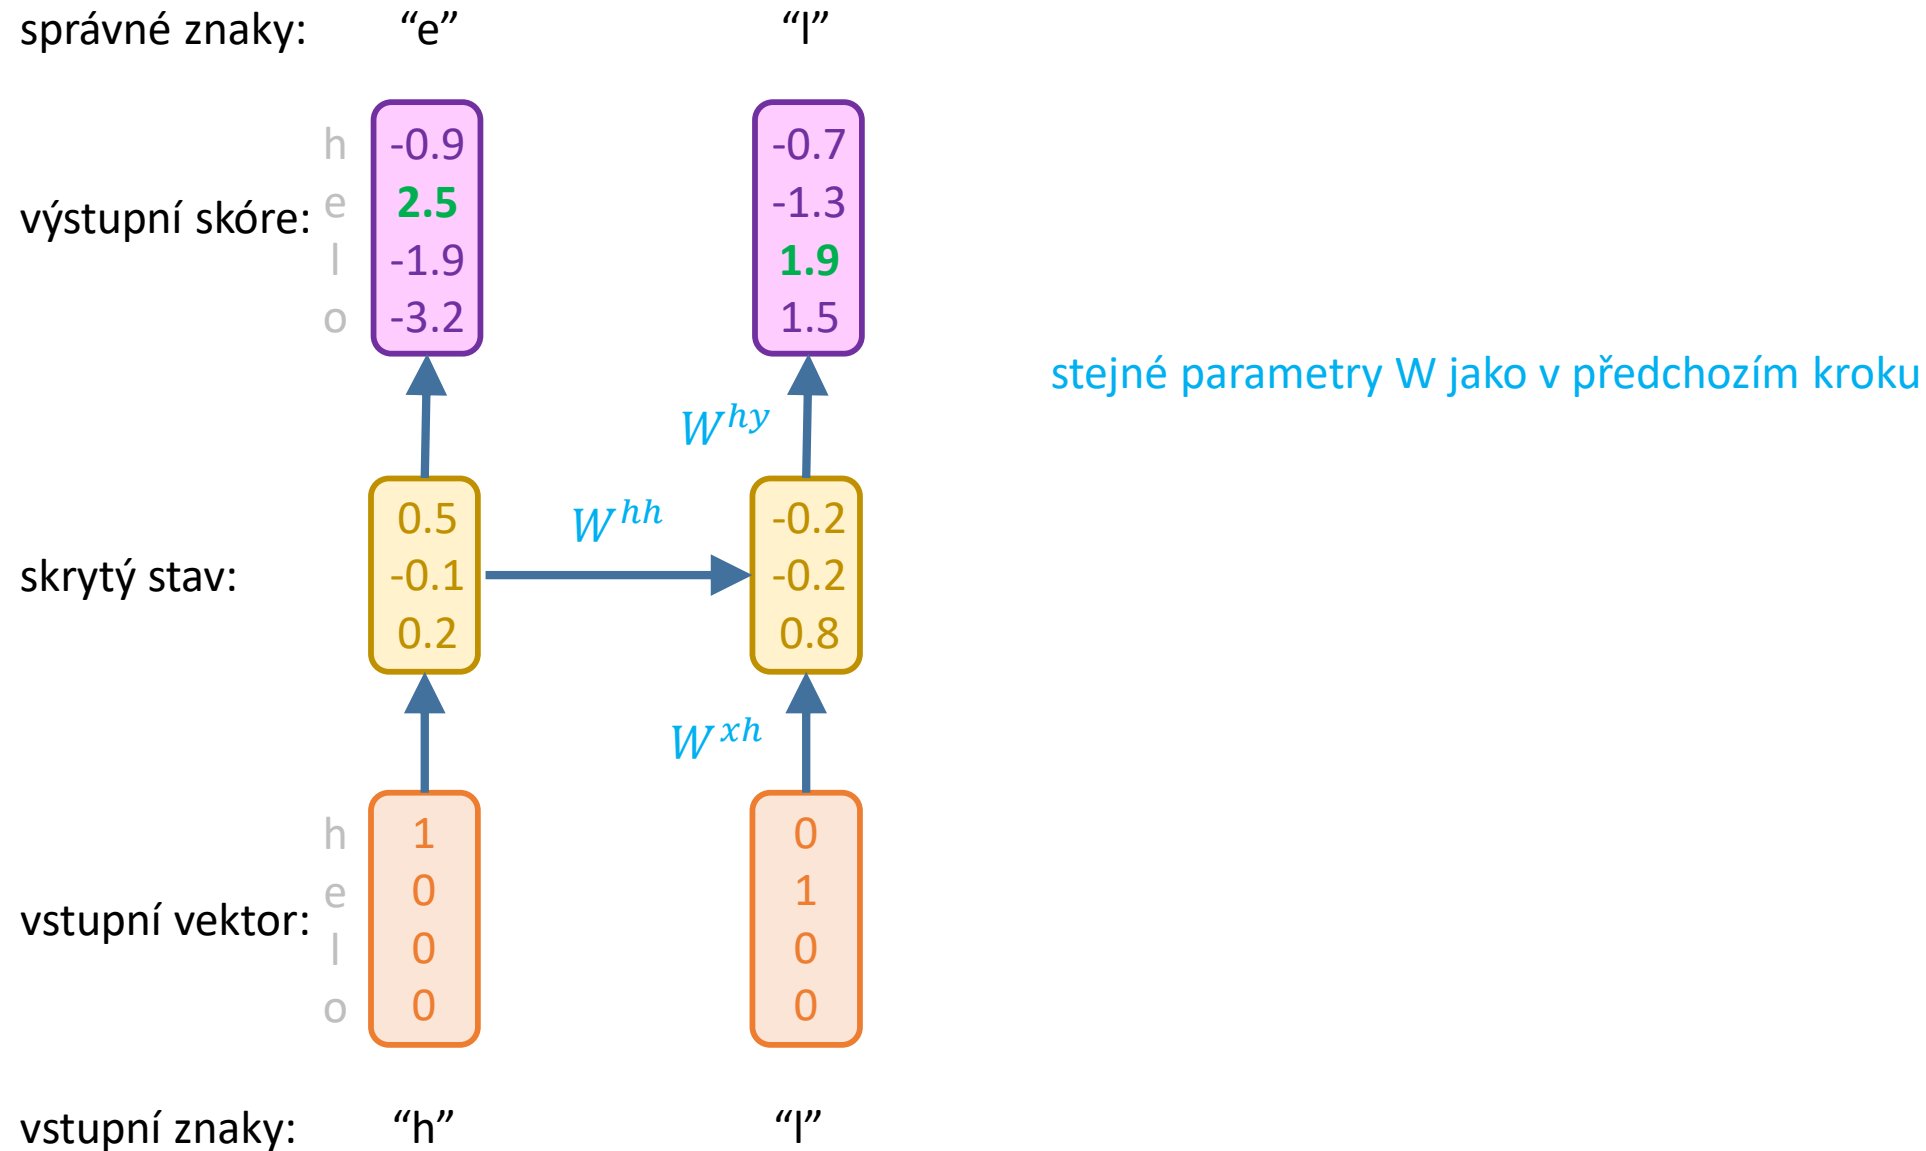 správné znaky: “e” “l”
h -0.9 -0.7
výstupní skóre: e 2.5 -1.3
l -1.9 1.9
o -3.2 1.5
stejné parametry W jako v předchozím kroku
W^{hy}
0.5 W^{hh} -0.2
skrytý stav: -0.1 -0.2
0.2 0.8
W^{xh}
h 1 0
vstupní vektor: e 0 1
l 0 0
o 0 0
vstupní znaky: “h” “l”